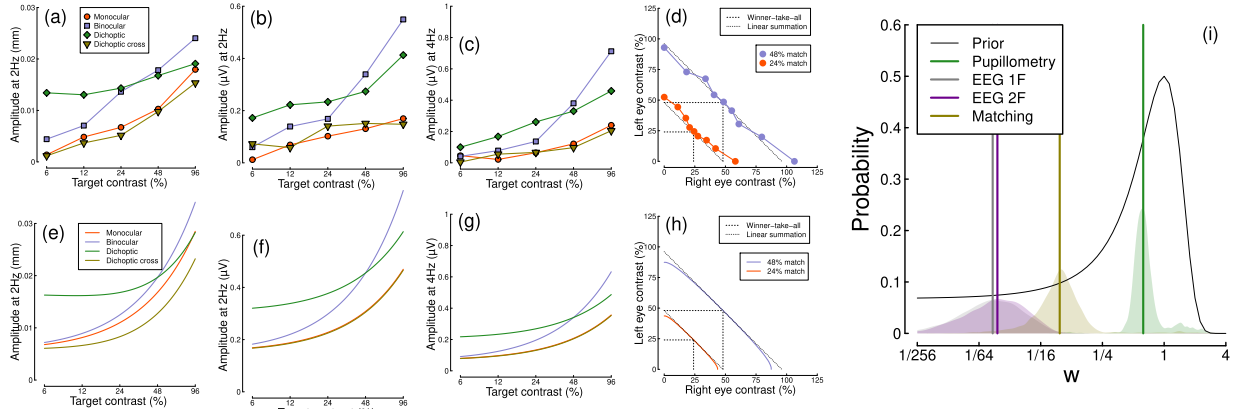 (a)
Monocular
Binocular
Dichoptic
Dichoptic cross
Amplitude at 2Hz (mm)
0.03
0.02
0.01
0
6 12 24 48 96
Target contrast (%)
(b)
Amplitude (µV) at 2Hz
0.6
0.4
0.2
0
6 12 24 48 96
Target contrast (%)
(c)
Amplitude (µV) at 4Hz
1
0.8
0.6
0.4
0.2
0
6 12 24 48 96
Target contrast (%)
(d)
Winner−take−all
Linear summation
48% match
24% match
Left eye contrast (%)
125
100
75
50
25
0
0 25 50 75 100 125
Right eye contrast (%)
(e)
Monocular
Binocular
Dichoptic
Dichoptic cross
Amplitude at 2Hz (mm)
0.03
0.02
0.01
0
6 12 24 48 96
Target contrast (%)
(f)
Amplitude at 2Hz (µV)
0.6
0.4
0.2
0
6 12 24 48 96
(g)
Amplitude at 4Hz (µV)
1
0.8
0.6
0.4
0.2
0
6 12 24 48 96
Target contrast (%)
(h)
Winner−take−all
Linear summation
48% match
24% match
Left eye contrast (%)
125
100
75
50
25
0
0 25 50 75 100 125
Right eye contrast (%)
(i)
Prior
Pupillometry
EEG 1F
EEG 2F
Matching
Probability
0.6
0.5
0.4
0.3
0.2
0.1
0
1/256 1/64 1/16 1/4 1 4
w